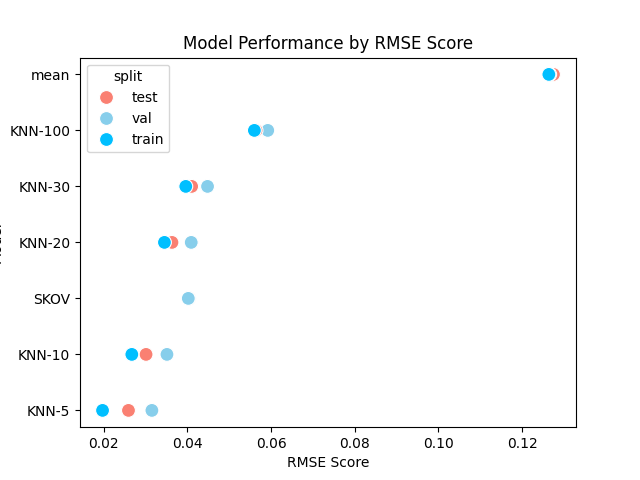 Model Performance by RMSE Score
split
test
val
train
mean
KNN-100
KNN-30
KNN-20
SKOV
KNN-10
KNN-5
0.02 0.04 0.06 0.08 0.10 0.12
RMSE Score